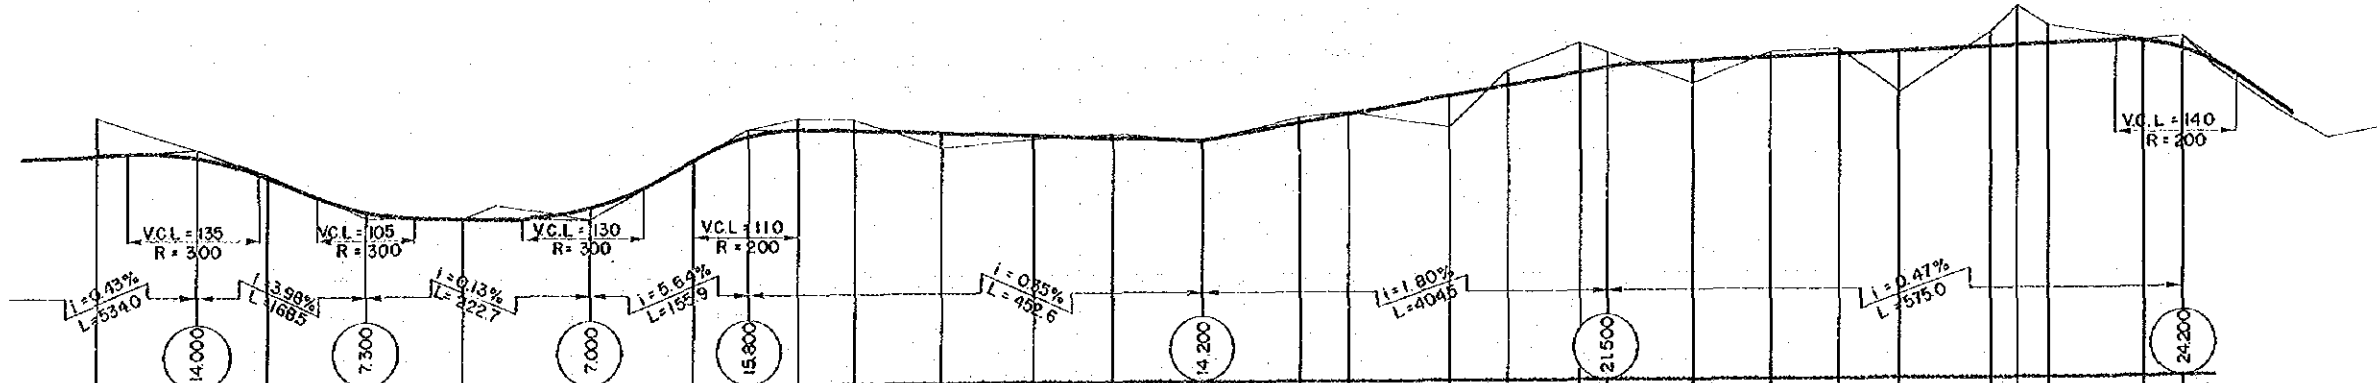 V.C.L = 135
R = 300
V.C.L = 105
R = 300
V.C.L = 130
R = 300
V.C.L = 110
R = 200
V.C.L = 140
R = 200
i = 0.43%
L = 534.0
i = 3.98%
L = 168.5
i = 0.13%
L = 222.7
i = 5.64%
L = 155.9
i = 0.35%
L = 452.6
i = 1.80%
L = 404.5
i = 0.47%
L = 575.0
14.000
7.300
7.000
15.800
14.200
21.500
24.200